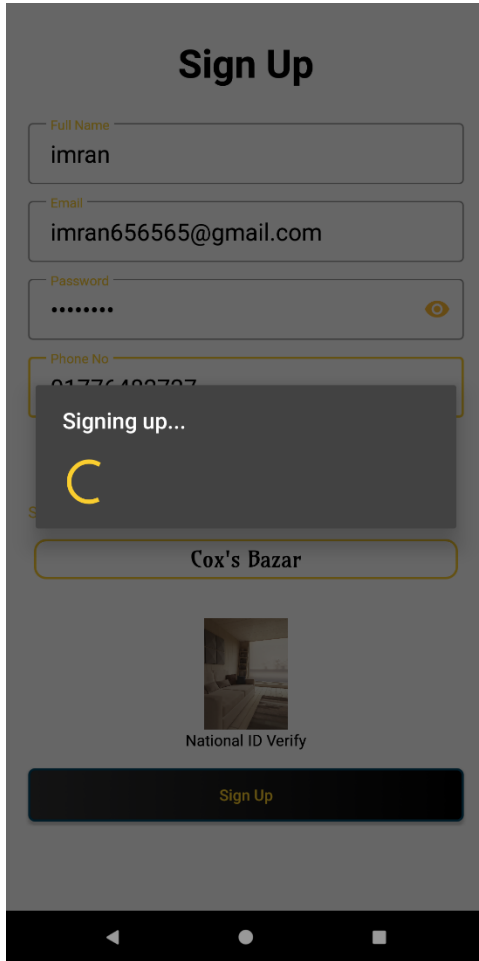 Sign Up
Full Name
imran
Email
imran656565@gmail.com
Password
••••••••
Phone No
Signing up...
Cox's Bazar
National ID Verify
Sign Up